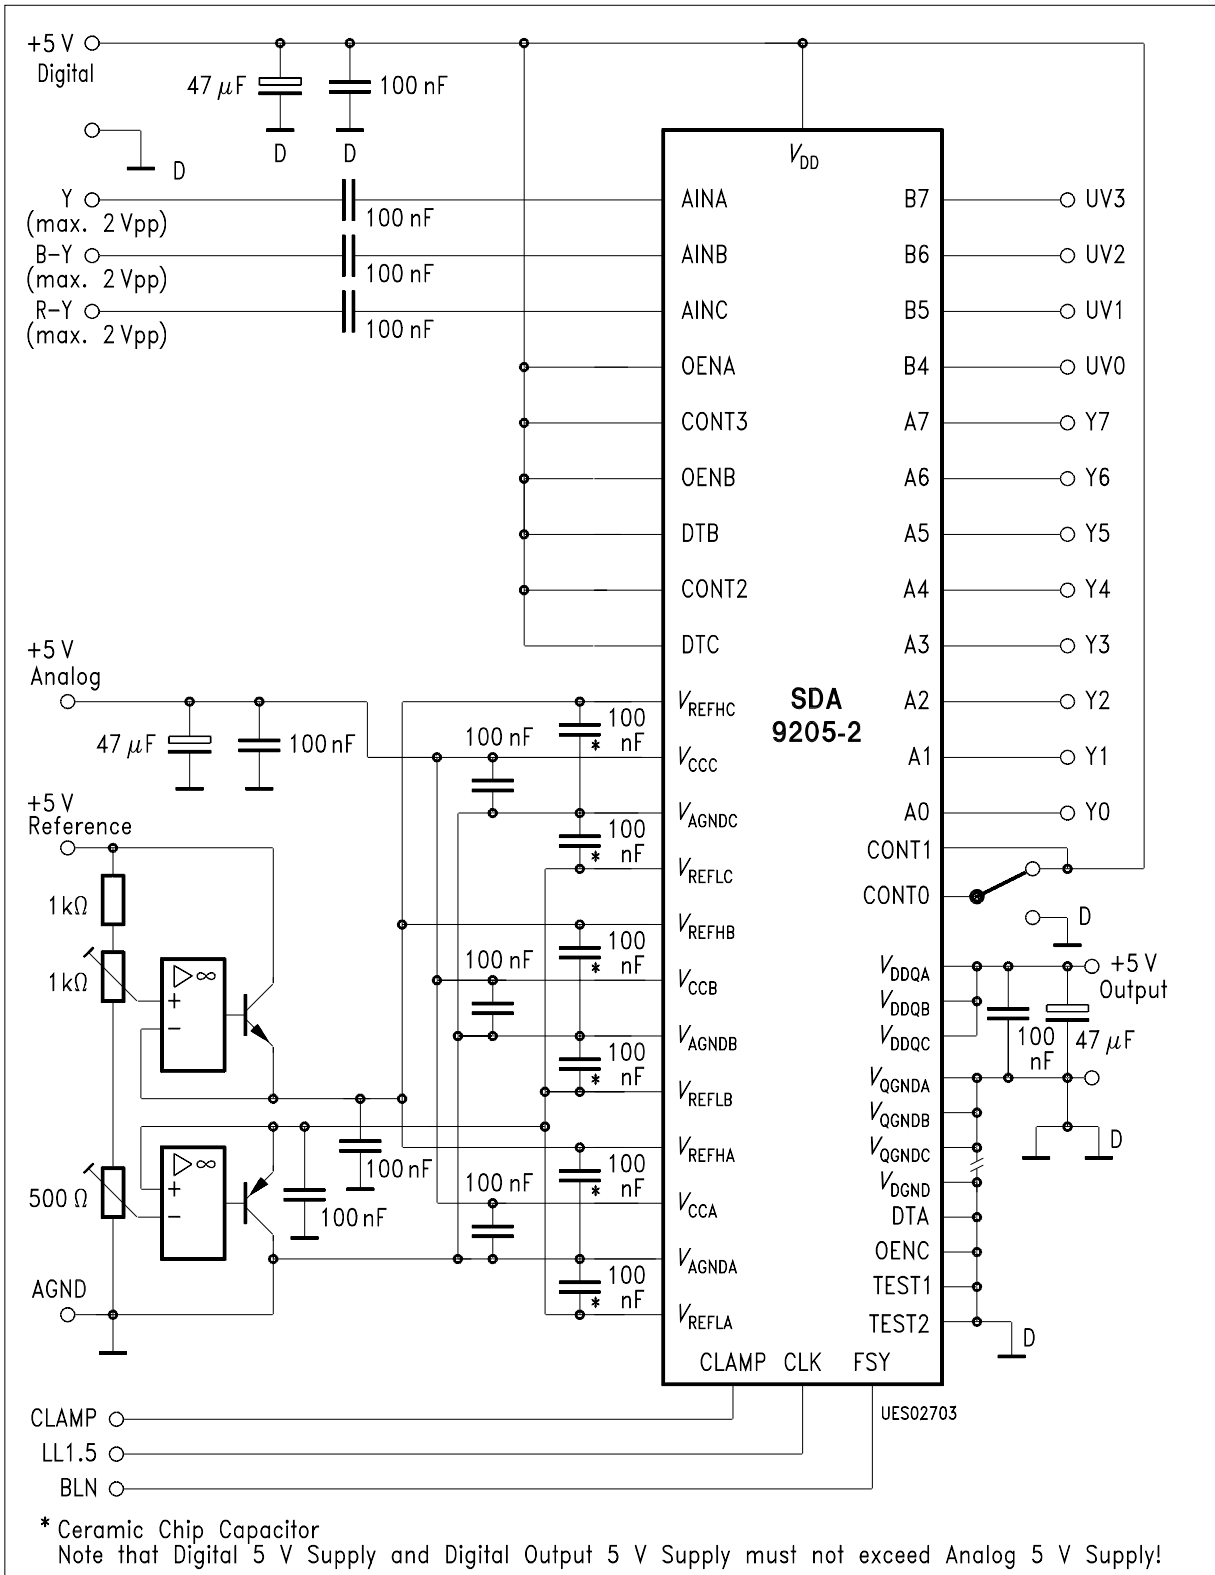 +5 V
Digital
47 μF
100 nF
D
D
D
V_DD
Y
(max. 2 Vpp)
100 nF
AINA
B7
UV3
B-Y
(max. 2 Vpp)
100 nF
AINB
B6
UV2
R-Y
(max. 2 Vpp)
100 nF
AINC
B5
UV1
OENA
B4
UV0
CONT3
A7
Y7
OENB
A6
Y6
DTB
A5
Y5
CONT2
A4
Y4
DTC
A3
Y3
+5 V
Analog
47 μF
100 nF
100 nF
100
nF
*
V_REFHC
SDA
9205-2
A2
Y2
V_CCC
A1
Y1
+5 V
Reference
V_AGNDC
A0
Y0
100
nF
*
CONT1
V_REFLC
1 kΩ
CONT0
D
V_REFHB
1 kΩ
▷ ∞
+
-
100 nF
100
nF
*
V_CCB
V_DDQA
+5 V
Output
V_DDQB
V_AGNDB
V_DDQC
100
nF
47 μF
100
nF
*
V_REFLB
V_QGNDA
V_QGNDB
V_REFHA
V_QGNDC
D
100 nF
▷ ∞
+
-
500 Ω
100 nF
100 nF
100
nF
*
V_CCA
V_DGND
DTA
V_AGNDA
OENC
AGND
100
nF
*
TEST1
V_REFLA
TEST2
D
CLAMP
CLK
FSY
CLAMP
UES02703
LL1.5
BLN
* Ceramic Chip Capacitor
Note that Digital 5 V Supply and Digital Output 5 V Supply must not exceed Analog 5 V Supply!